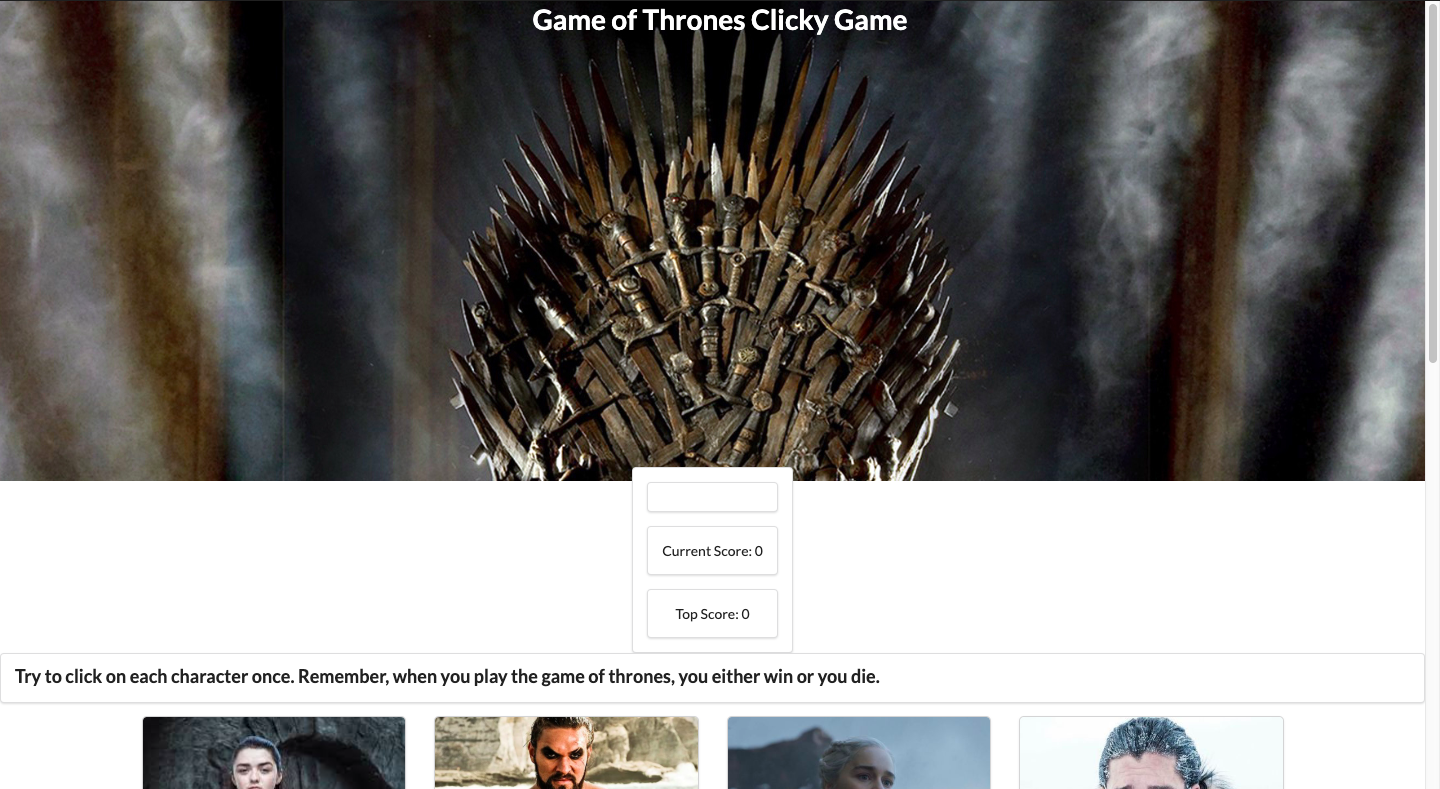 Game of Thrones Clicky Game
Current Score: 0
Top Score: 0
Try to click on each character once. Remember, when you play the game of thrones, you either win or you die.